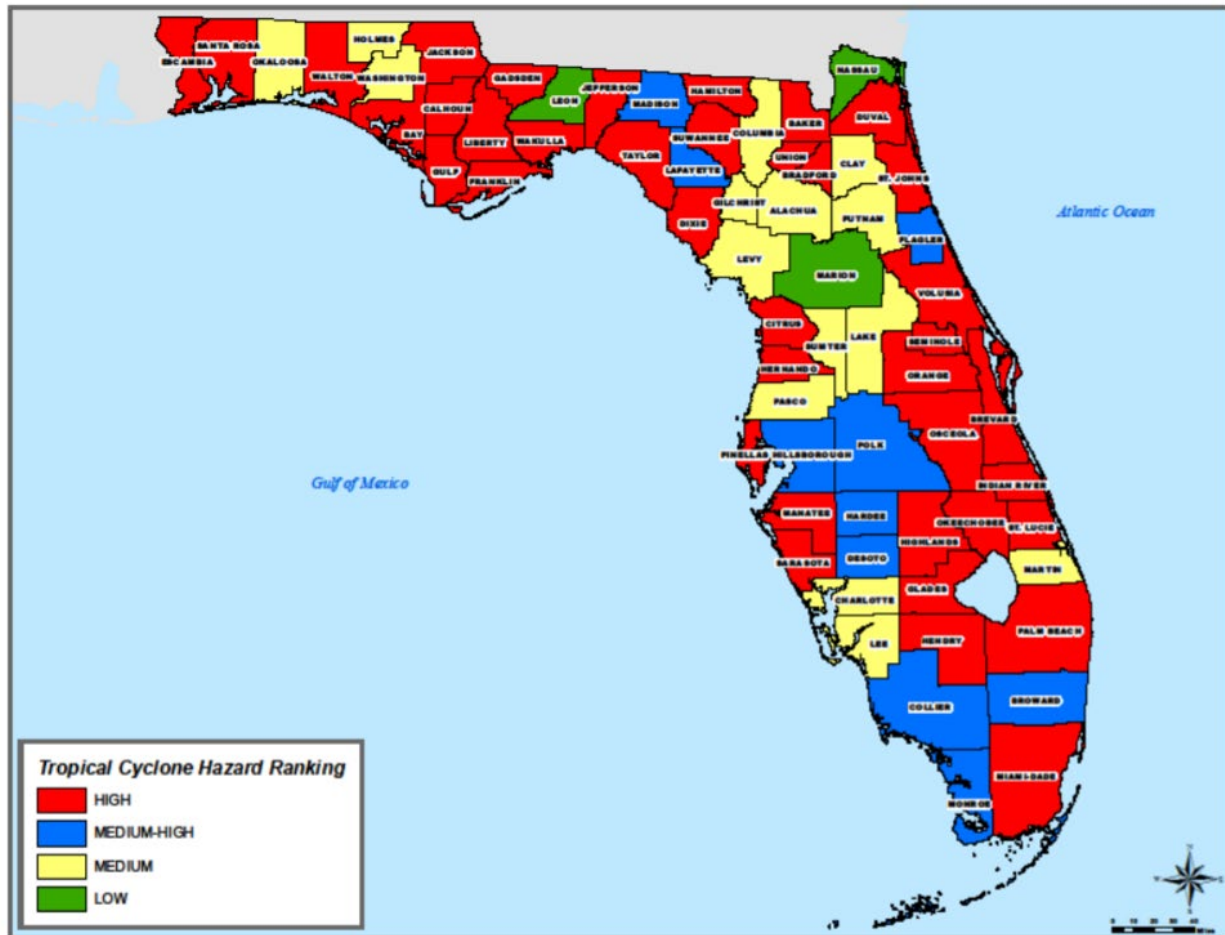 HOLMES
SANTA ROSA
JACKSON
ESCAMBIA
OKALOOSA
WALTON
WASHINGTON
GADSDEN
NASSAU
LEON
JEFFERSON
MADISON
HAMILTON
CALHOUN
DUVAL
BAKER
BAY
LIBERTY
WAKULLA
SUWANNEE
COLUMBIA
TAYLOR
UNION
CLAY
GULF
FRANKLIN
LAFAYETTE
BRADFORD
ST. JOHNS
GILCHRIST
ALACHUA
PUTNAM
Atlantic Ocean
DIXIE
FLAGLER
LEVY
MARION
VOLUSIA
CITRUS
SUMTER
LAKE
SEMINOLE
HERNANDO
ORANGE
PASCO
BREVARD
OSCEOLA
POLK
PINELLAS
HILLSBOROUGH
Gulf of Mexico
INDIAN RIVER
MANATEE
HARDEE
OKEECHOBEE
ST. LUCIE
HIGHLANDS
SARASOTA
DESOTO
MARTIN
CHARLOTTE
GLADES
LEE
HENDRY
PALM BEACH
COLLIER
BROWARD
MIAMI-DADE
MONROE
Tropical Cyclone Hazard Ranking
HIGH
MEDIUM-HIGH
MEDIUM
LOW